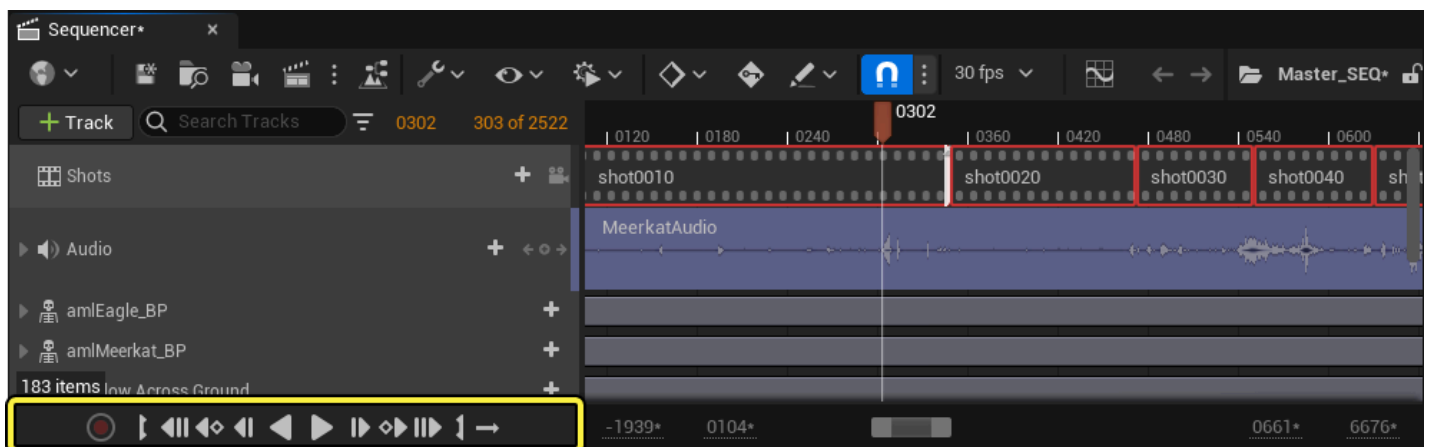 Sequencer*
30 fps
Master_SEQ*
Track
Search Tracks
0302
303 of 2522
0302
0120
0180
0240
0360
0420
0480
0540
0600
Shots
shot0010
shot0020
shot0030
shot0040
Audio
MeerkatAudio
amlEagle_BP
amlMeerkat_BP
183 items
Across Ground
-1939*
0104*
0661*
6676*